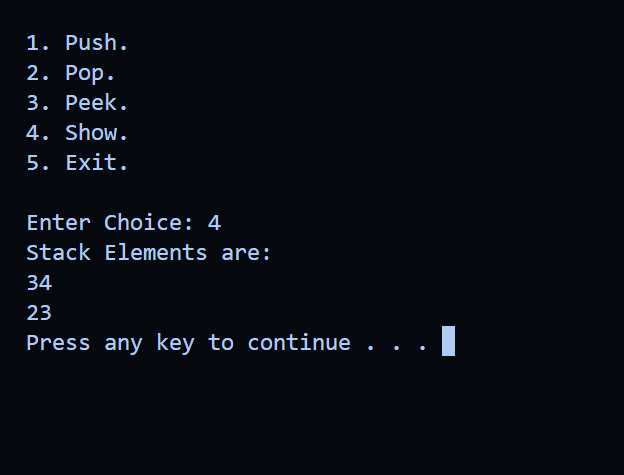 1. Push.
2. Pop.
3. Peek.
4. Show.
5. Exit.
Enter Choice: 4
Stack Elements are:
34
23
Press any key to continue . . .